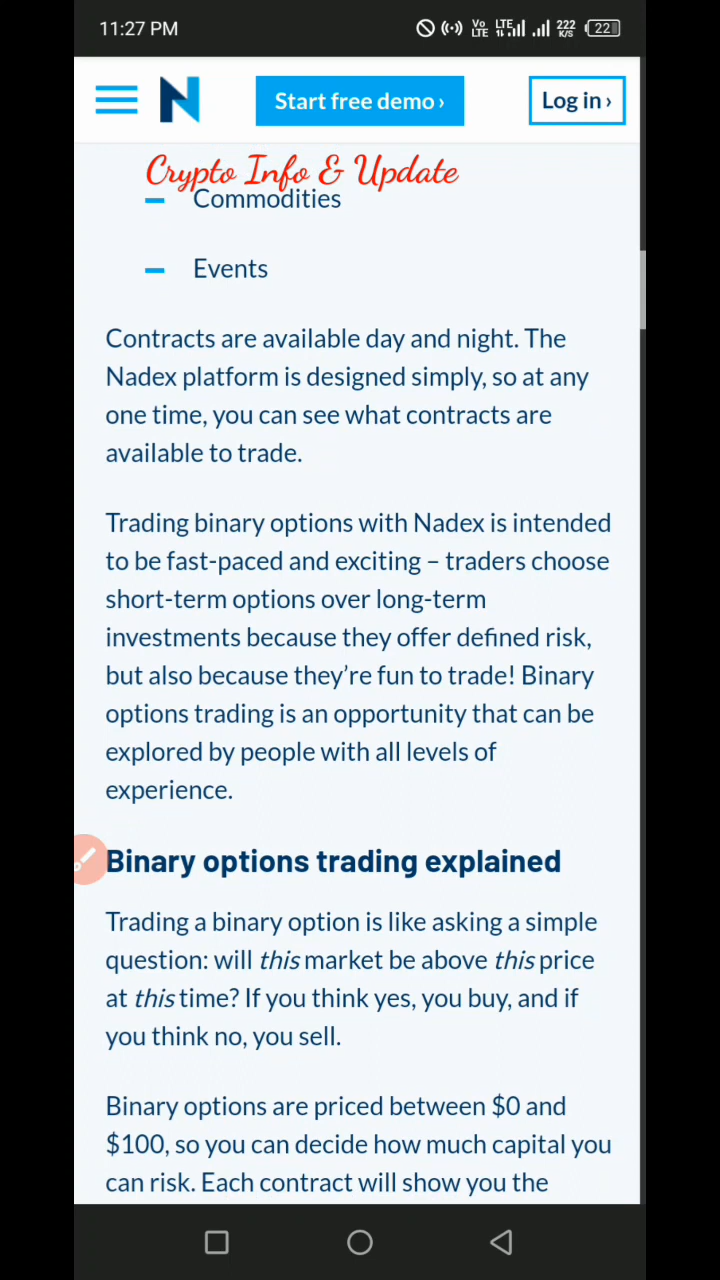 11:27 PM
Vo LTE LTE 222 K/S 22
N
Start free demo ›
Log in ›
Crypto Info & Update
Commodities
Events
Contracts are available day and night. The
Nadex platform is designed simply, so at any
one time, you can see what contracts are
available to trade.
Trading binary options with Nadex is intended
to be fast-paced and exciting – traders choose
short-term options over long-term
investments because they offer defined risk,
but also because they’re fun to trade! Binary
options trading is an opportunity that can be
explored by people with all levels of
experience.
Binary options trading explained
Trading a binary option is like asking a simple
question: will this market be above this price
at this time? If you think yes, you buy, and if
you think no, you sell.
Binary options are priced between $0 and
$100, so you can decide how much capital you
can risk. Each contract will show you the